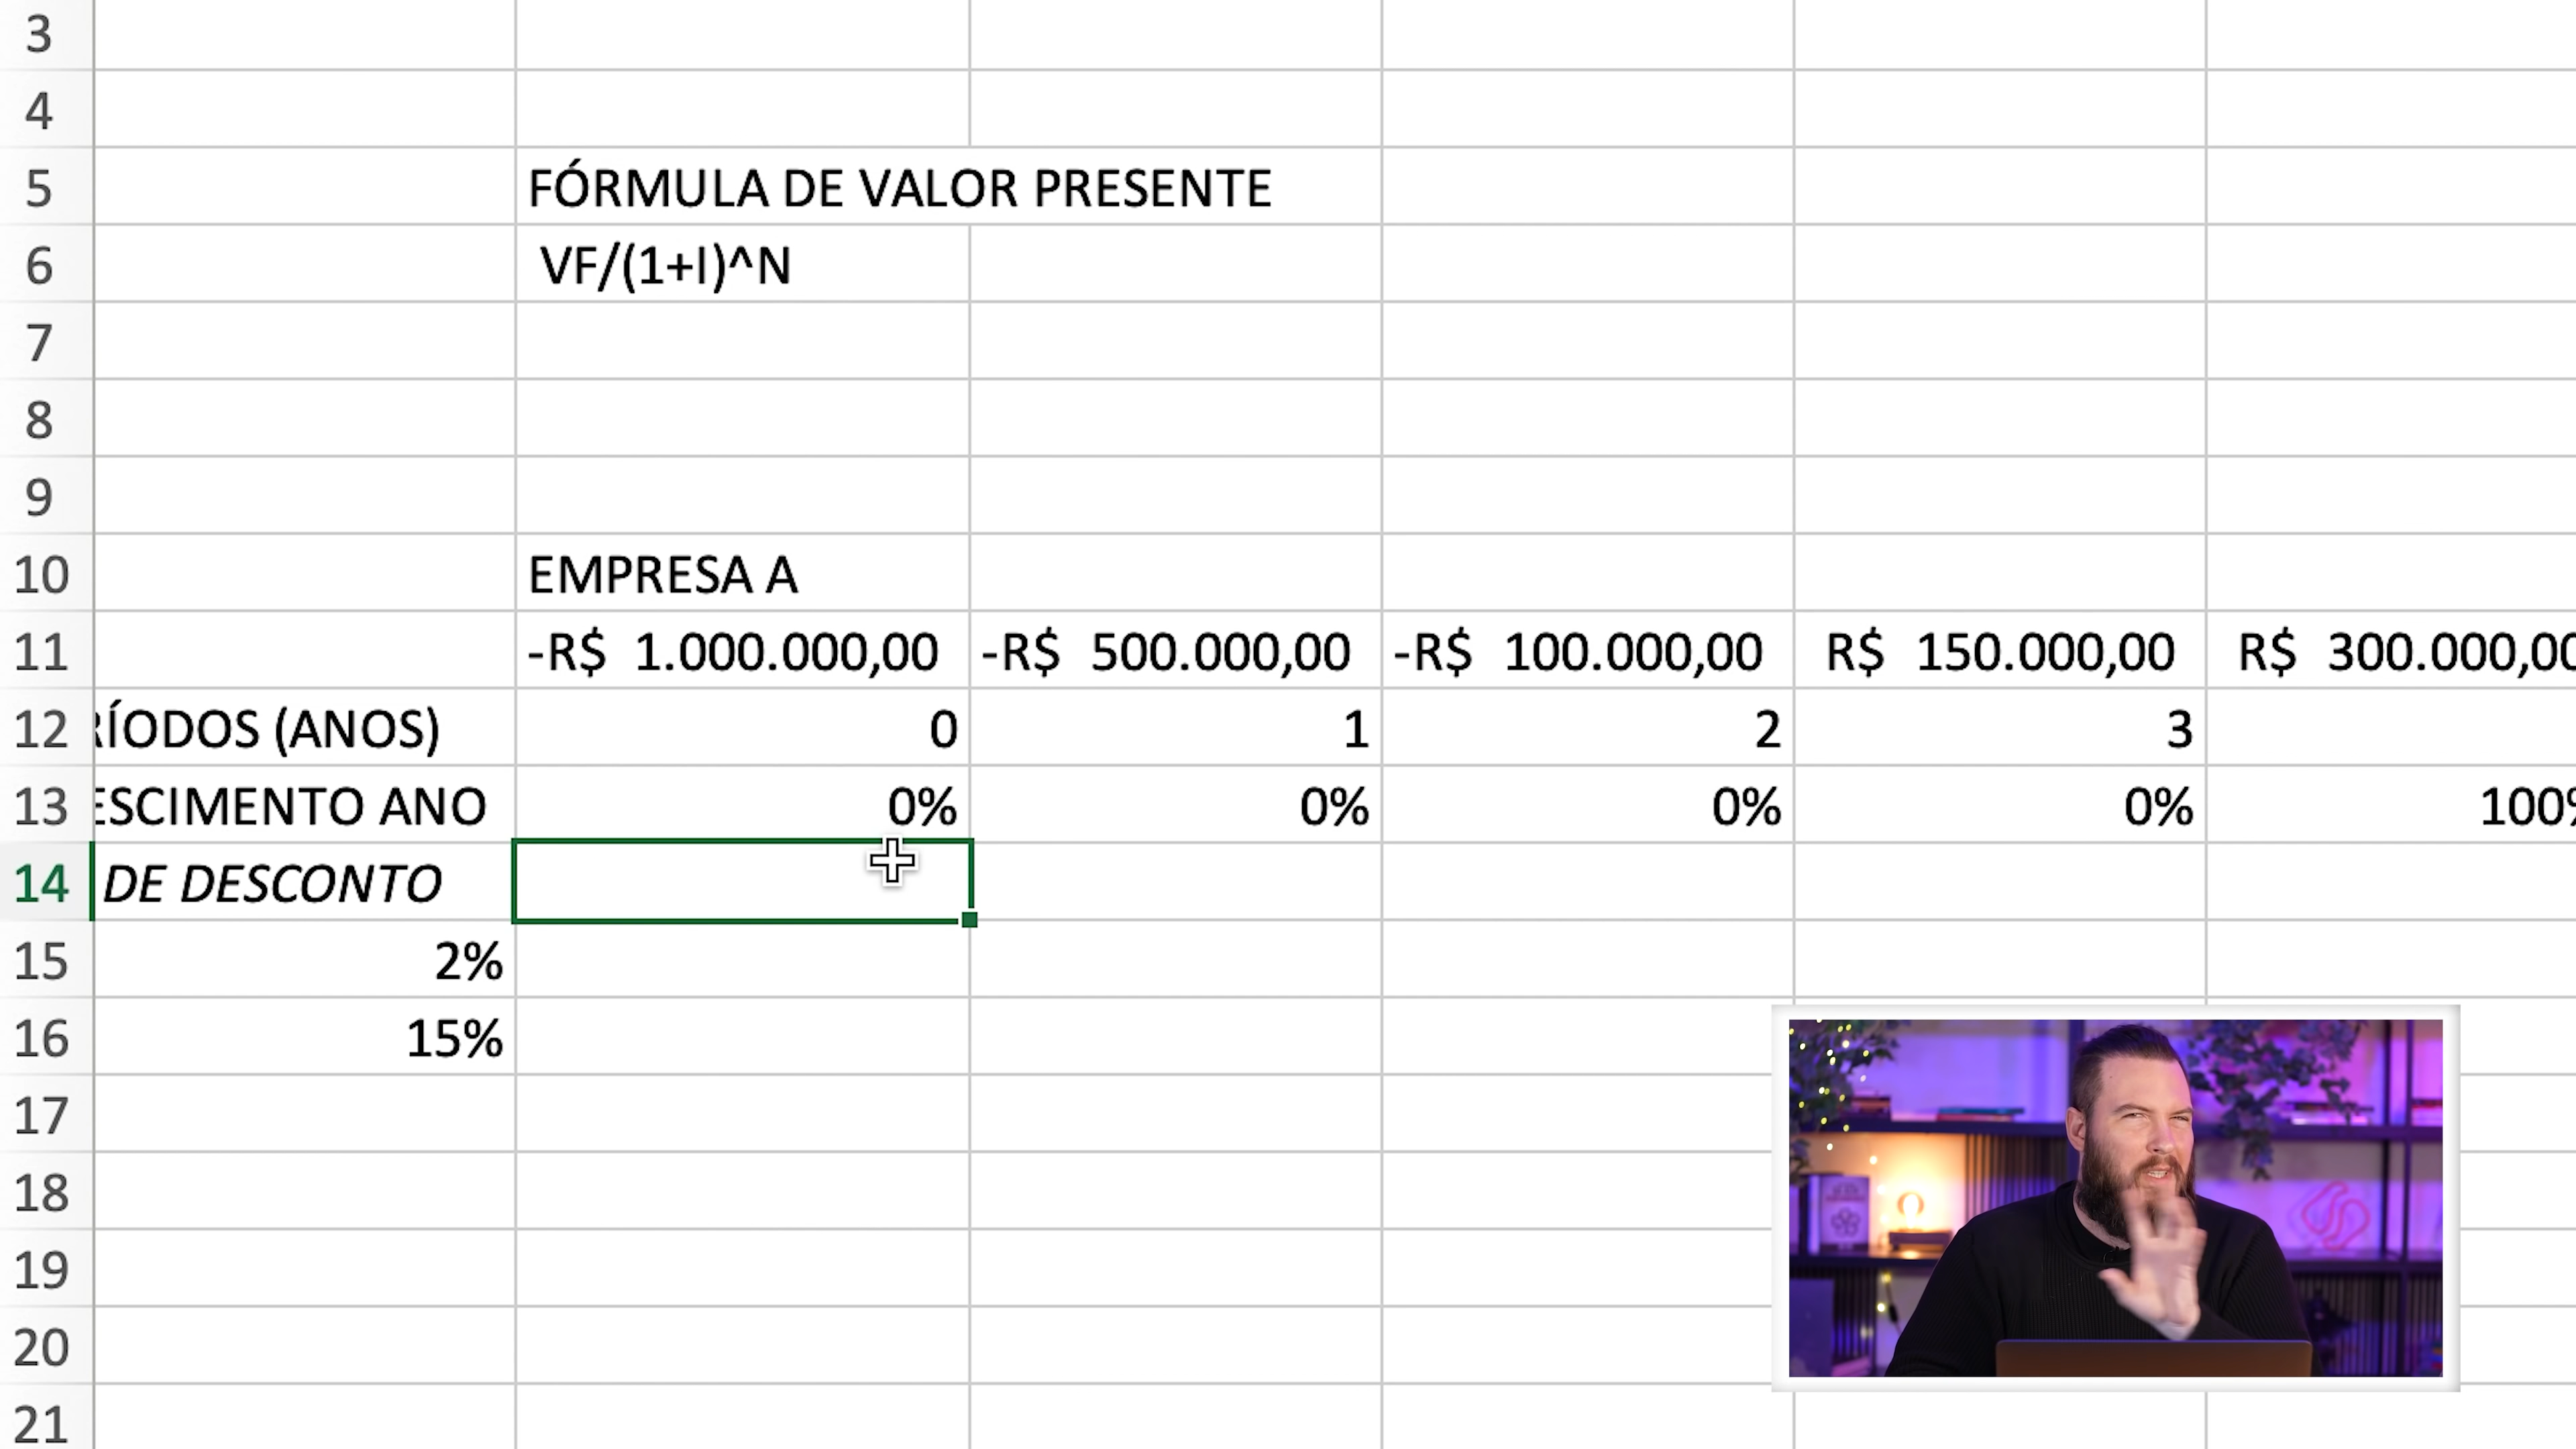 3
4
5 FÓRMULA DE VALOR PRESENTE
6 VF/(1+I)^N
7
8
9
10 EMPRESA A
11 -R$ 1.000.000,00 -R$ 500.000,00 -R$ 100.000,00 R$ 150.000,00 R$ 300.000,00
12 RÍODOS (ANOS) 0 1 2 3
13 ESCIMENTO ANO 0% 0% 0% 0% 100%
14 DE DESCONTO
15 2%
16 15%
17
18
19
20
21